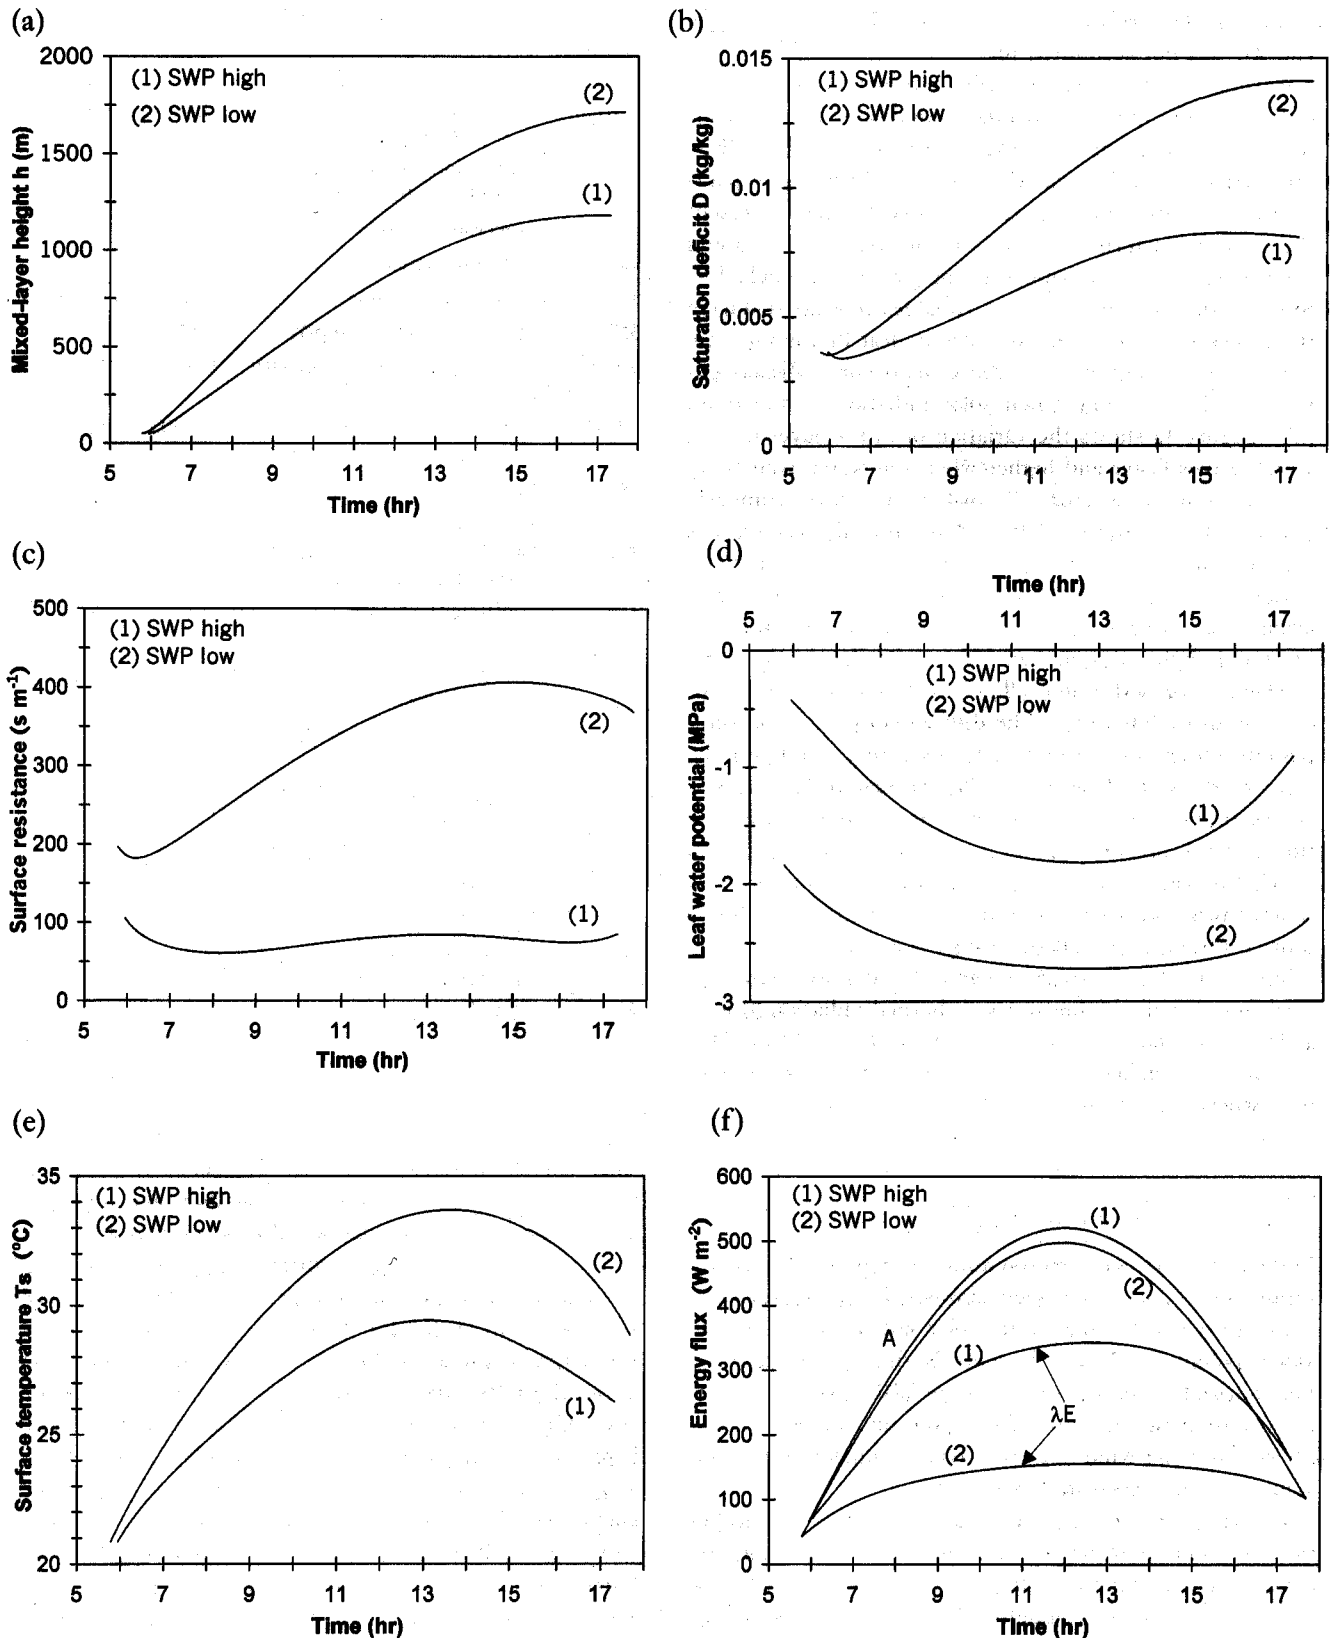 (a)
2000
1500
1000
500
0
Mixed-layer height h (m)
(1) SWP high
(2) SWP low
(2)
(1)
5 7 9 11 13 15 17
Time (hr)
(b)
0.015
0.01
0.005
0
Saturation deficit D (kg/kg)
(1) SWP high
(2) SWP low
(2)
(1)
5 7 9 11 13 15 17
(c)
500
400
300
200
100
0
Surface resistance (s m⁻¹)
(1) SWP high
(2) SWP low
(2)
(1)
5 7 9 11 13 15 17
Time (hr)
(d)
Time (hr)
5 7 9 11 13 15 17
0
-1
-2
-3
Leaf water potential (MPa)
(1) SWP high
(2) SWP low
(1)
(2)
(e)
35
30
25
20
Surface temperature Ts (ºC)
(1) SWP high
(2) SWP low
(2)
(1)
5 7 9 11 13 15 17
Time (hr)
(f)
600
500
400
300
200
100
0
Energy flux (W m⁻²)
(1) SWP high
(2) SWP low
(1)
(2)
A
(1)
λE
(2)
5 7 9 11 13 15 17
Time (hr)